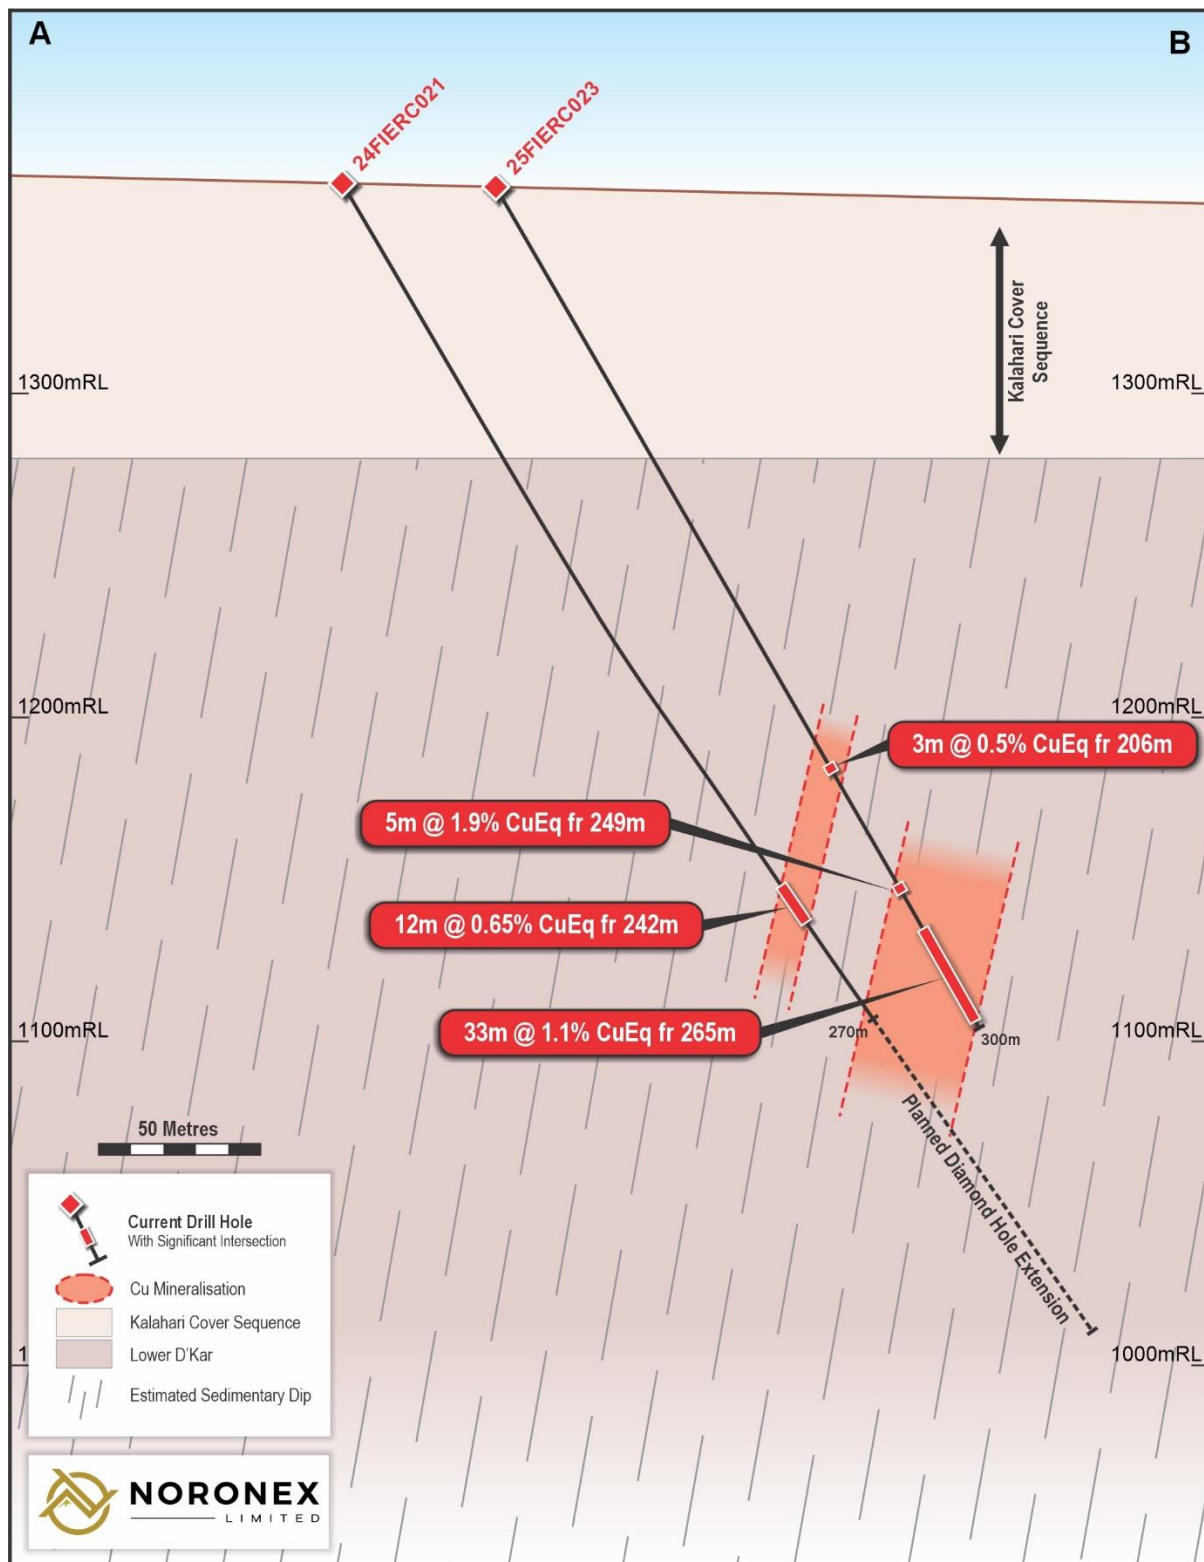 A
B
24FIERC021
25FIERC023
Kalahari Cover
Sequence
1300mRL
1300mRL
1200mRL
1200mRL
3m @ 0.5% CuEq fr 206m
5m @ 1.9% CuEq fr 249m
12m @ 0.65% CuEq fr 242m
33m @ 1.1% CuEq fr 265m
1100mRL
1100mRL
270m
300m
Planned Diamond Hole Extension
50 Metres
Current Drill Hole
With Significant Intersection
Cu Mineralisation
Kalahari Cover Sequence
Lower D'Kar
Estimated Sedimentary Dip
1
1000mRL
NORONEX
LIMITED